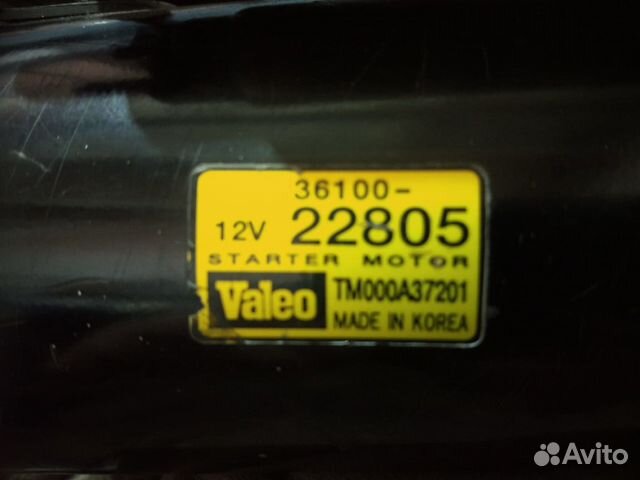 36100-
12V 22805
STARTER MOTOR
Valeo TM000A37201
MADE IN KOREA
Avito